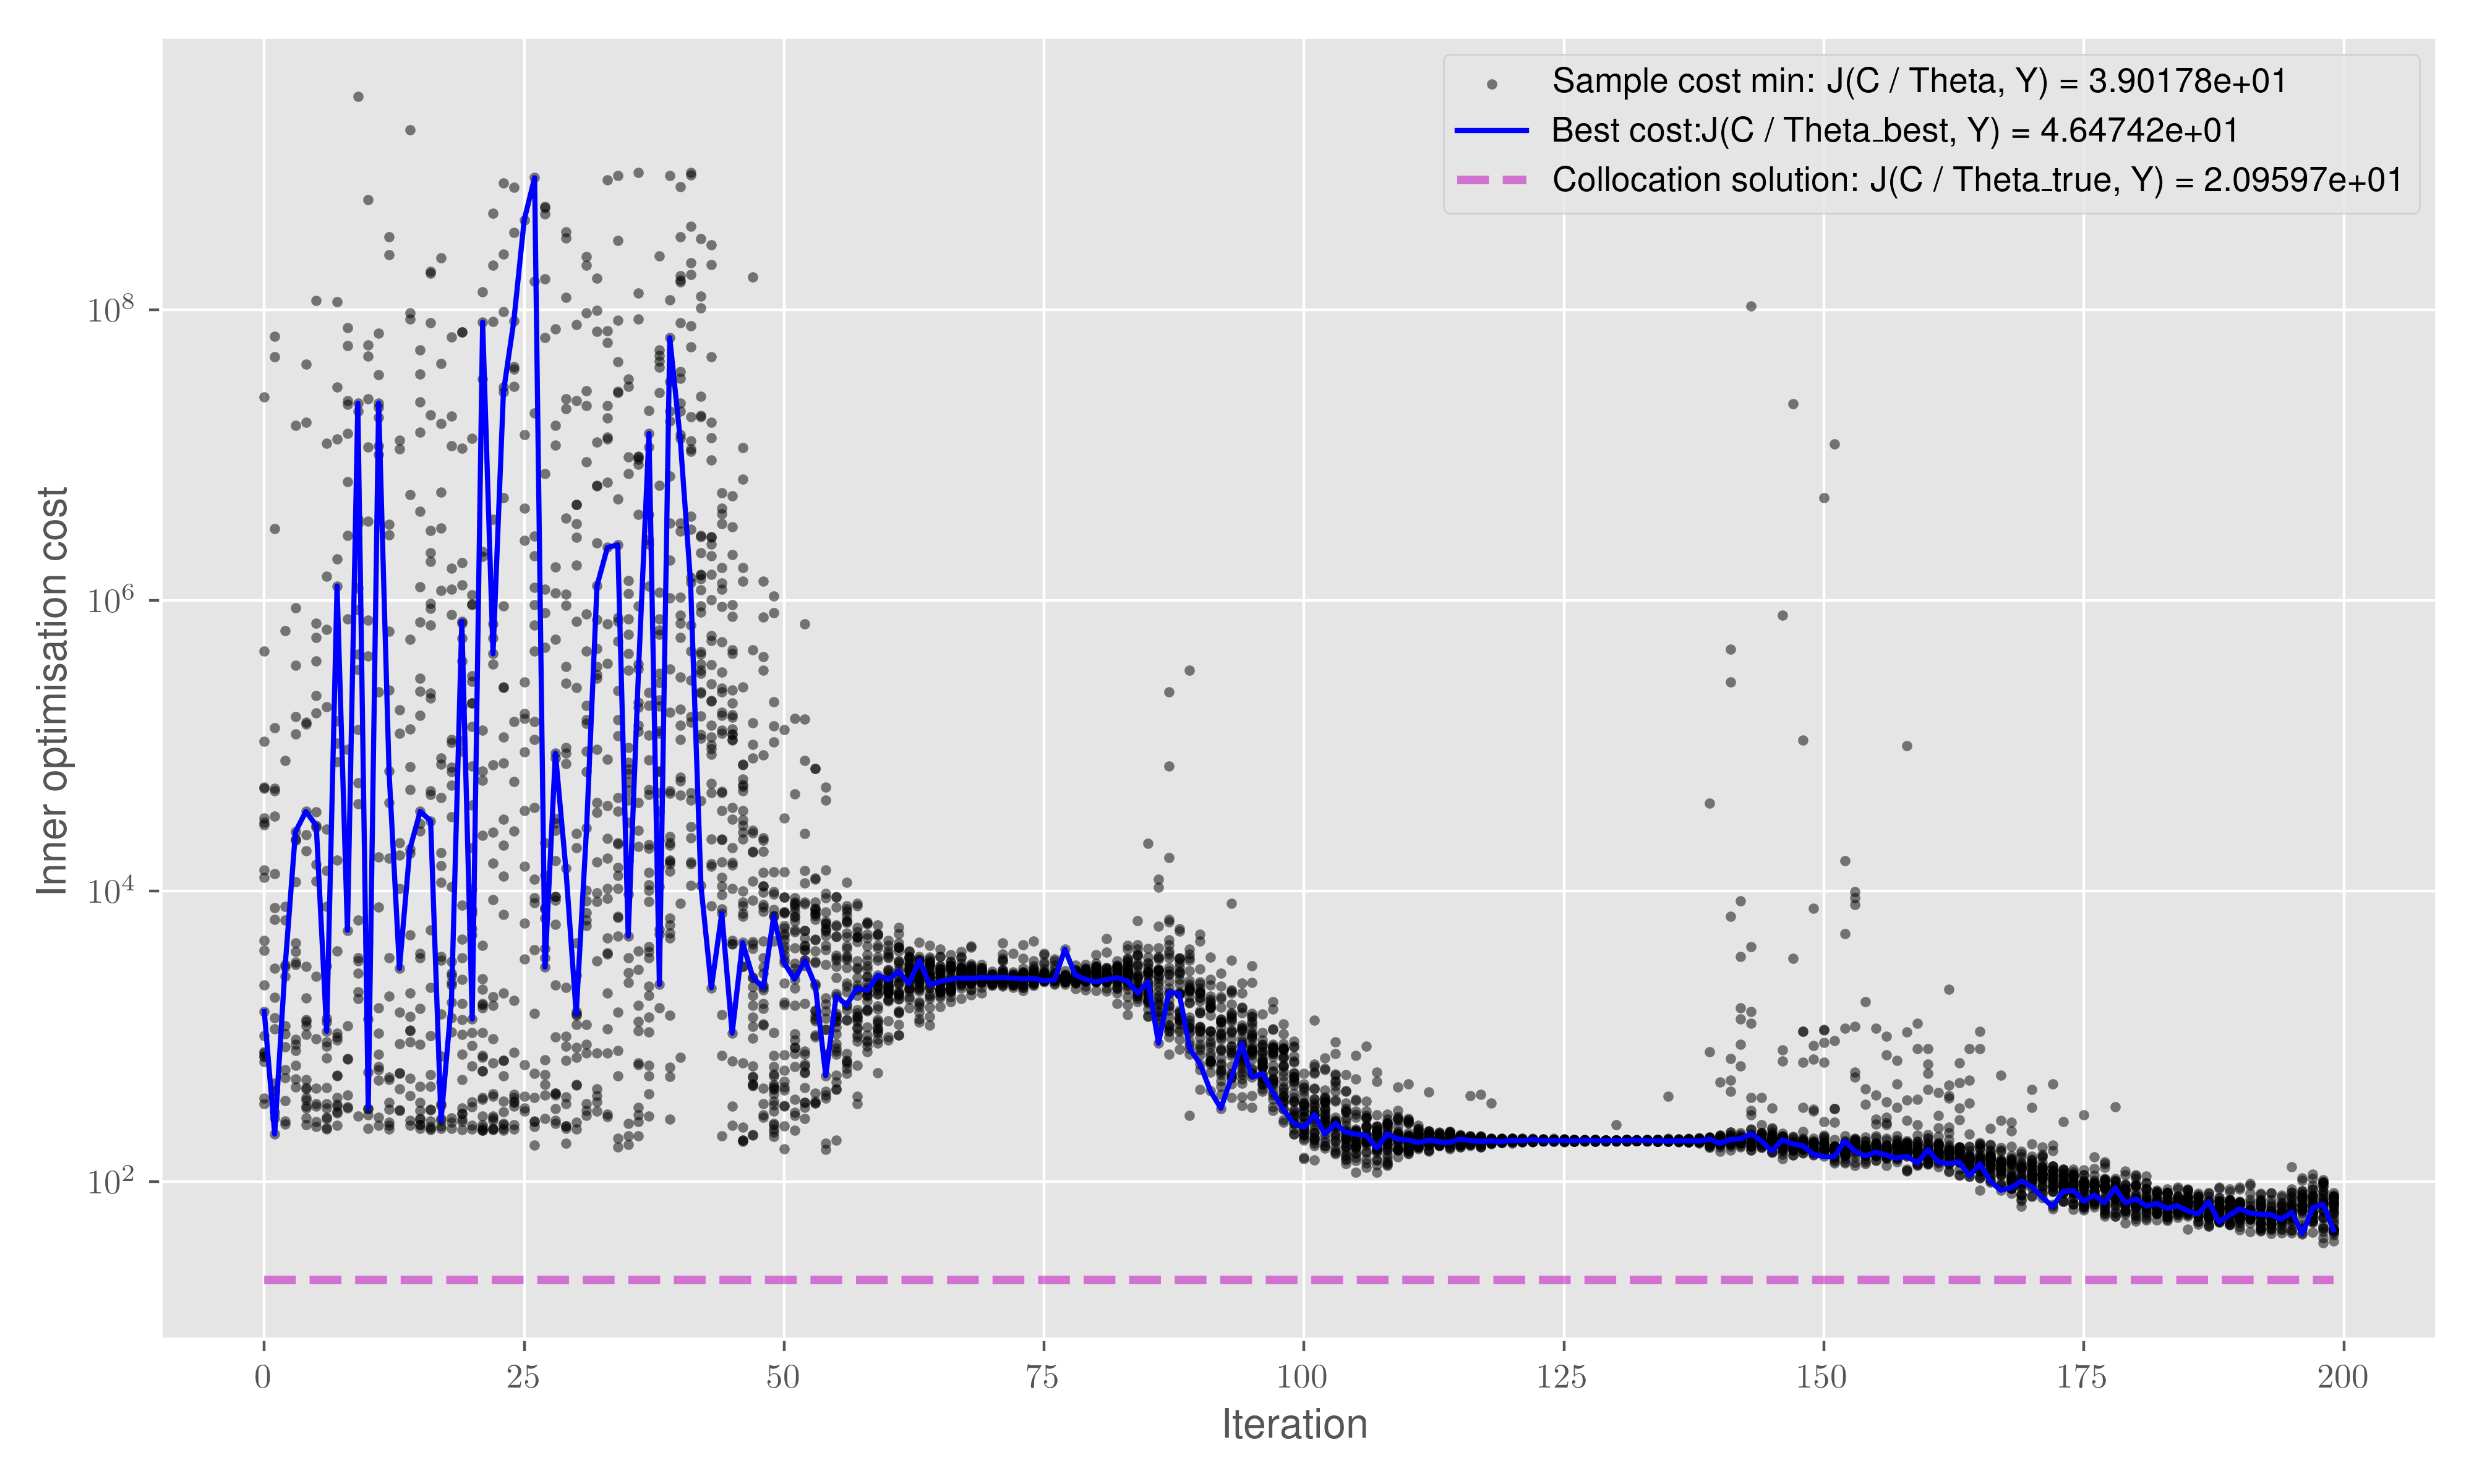 Sample cost min: J(C / Theta, Y) = 3.90178e+01
Best cost:J(C / Theta_best, Y) = 4.64742e+01
Collocation solution: J(C / Theta_true, Y) = 2.09597e+01
Inner optimisation cost
10^8
10^6
10^4
10^2
0 25 50 75 100 125 150 175 200
Iteration